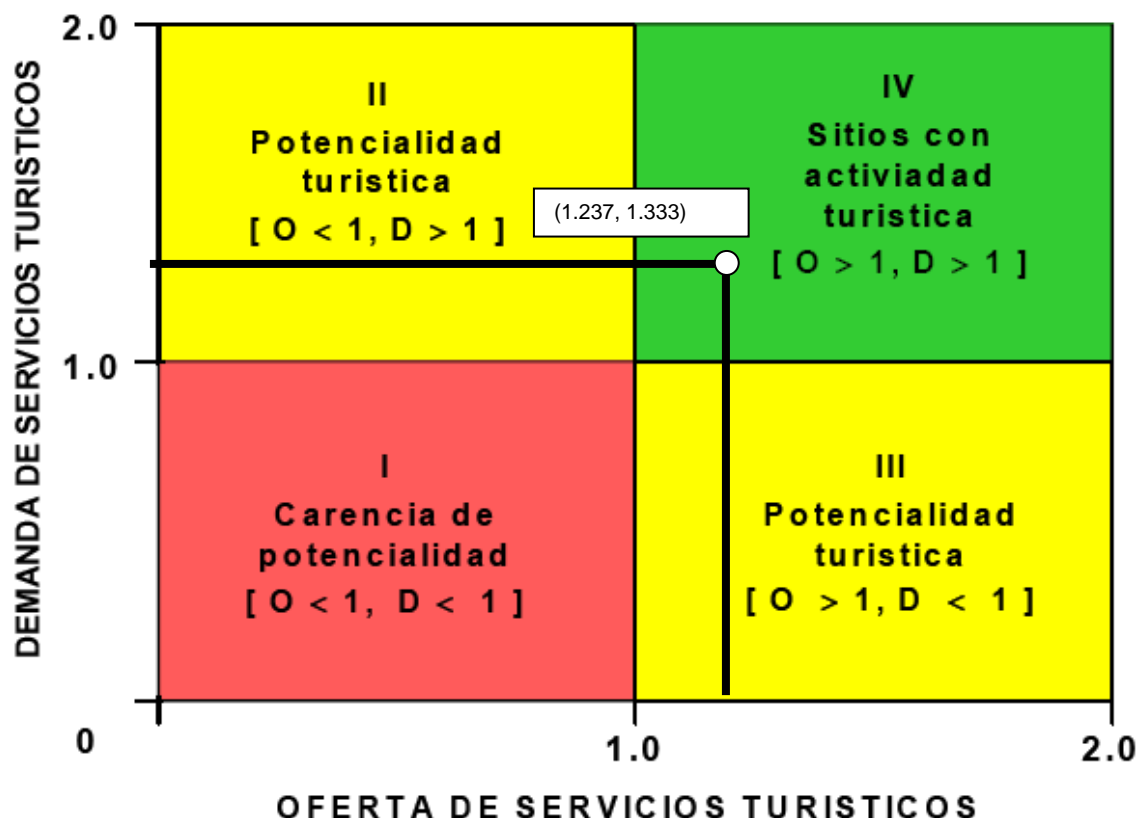 DEMANDA DE SERVICIOS TURISTICOS
2.0
1.0
0
II
Potencialidad
turistica
[ O < 1, D > 1 ]
(1.237, 1.333)
IV
Sitios con
activiadad
turistica
[ O > 1, D > 1 ]
I
Carencia de
potencialidad
[ O < 1, D < 1 ]
III
Potencialidad
turistica
[ O > 1, D < 1 ]
1.0
2.0
OFERTA DE SERVICIOS TURISTICOS